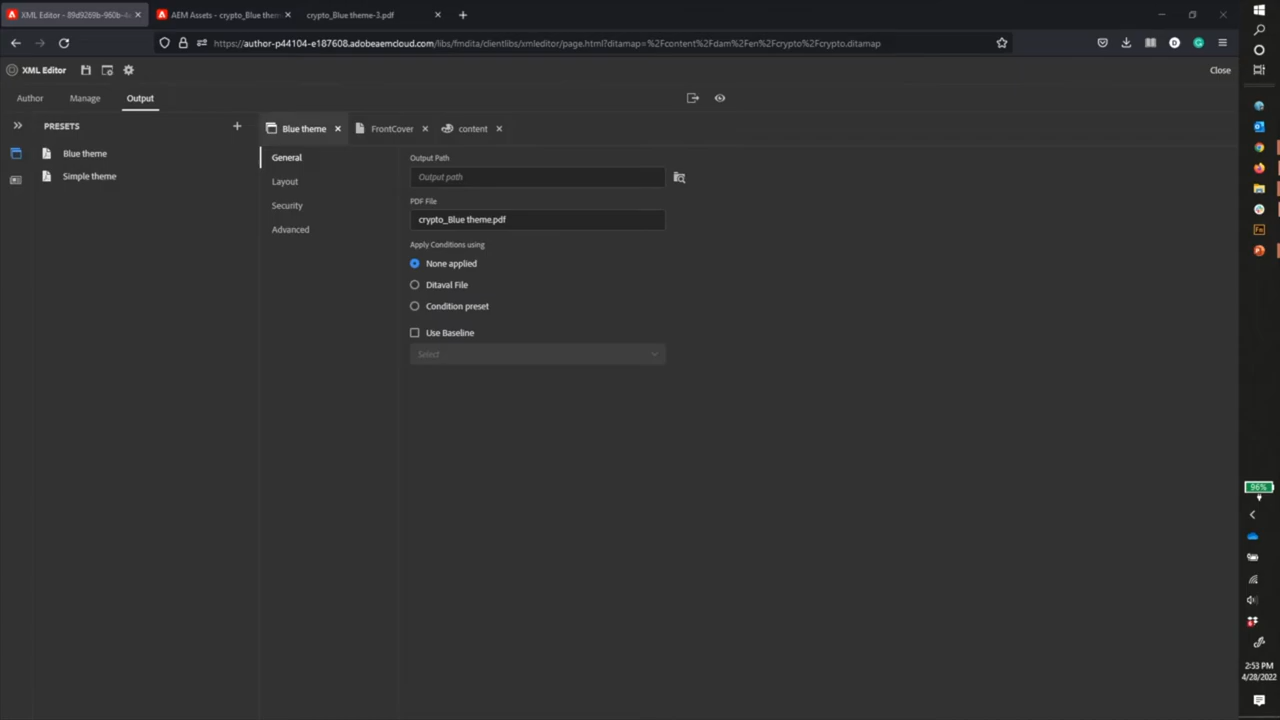 XML Editor - 89d9269b-960b-4
AEM Assets - crypto_Blue them
crypto_Blue theme-3.pdf
https://author-p44104-e187608.adobeaemcloud.com/libs/fmdita/clientlibs/xmleditor/page.html?ditamap=%2Fcontent%2Fdam%2Fen%2Fcrypto%2Fcrypto.ditamap
XML Editor
Close
Author
Manage
Output
PRESETS
Blue theme
FrontCover
content
Blue theme
Simple theme
General
Layout
Security
Advanced
Output Path
Output path
PDF File
crypto_Blue theme.pdf
Apply Conditions using
None applied
Ditaval File
Condition preset
Use Baseline
Select
96%
2:53 PM
4/28/2022